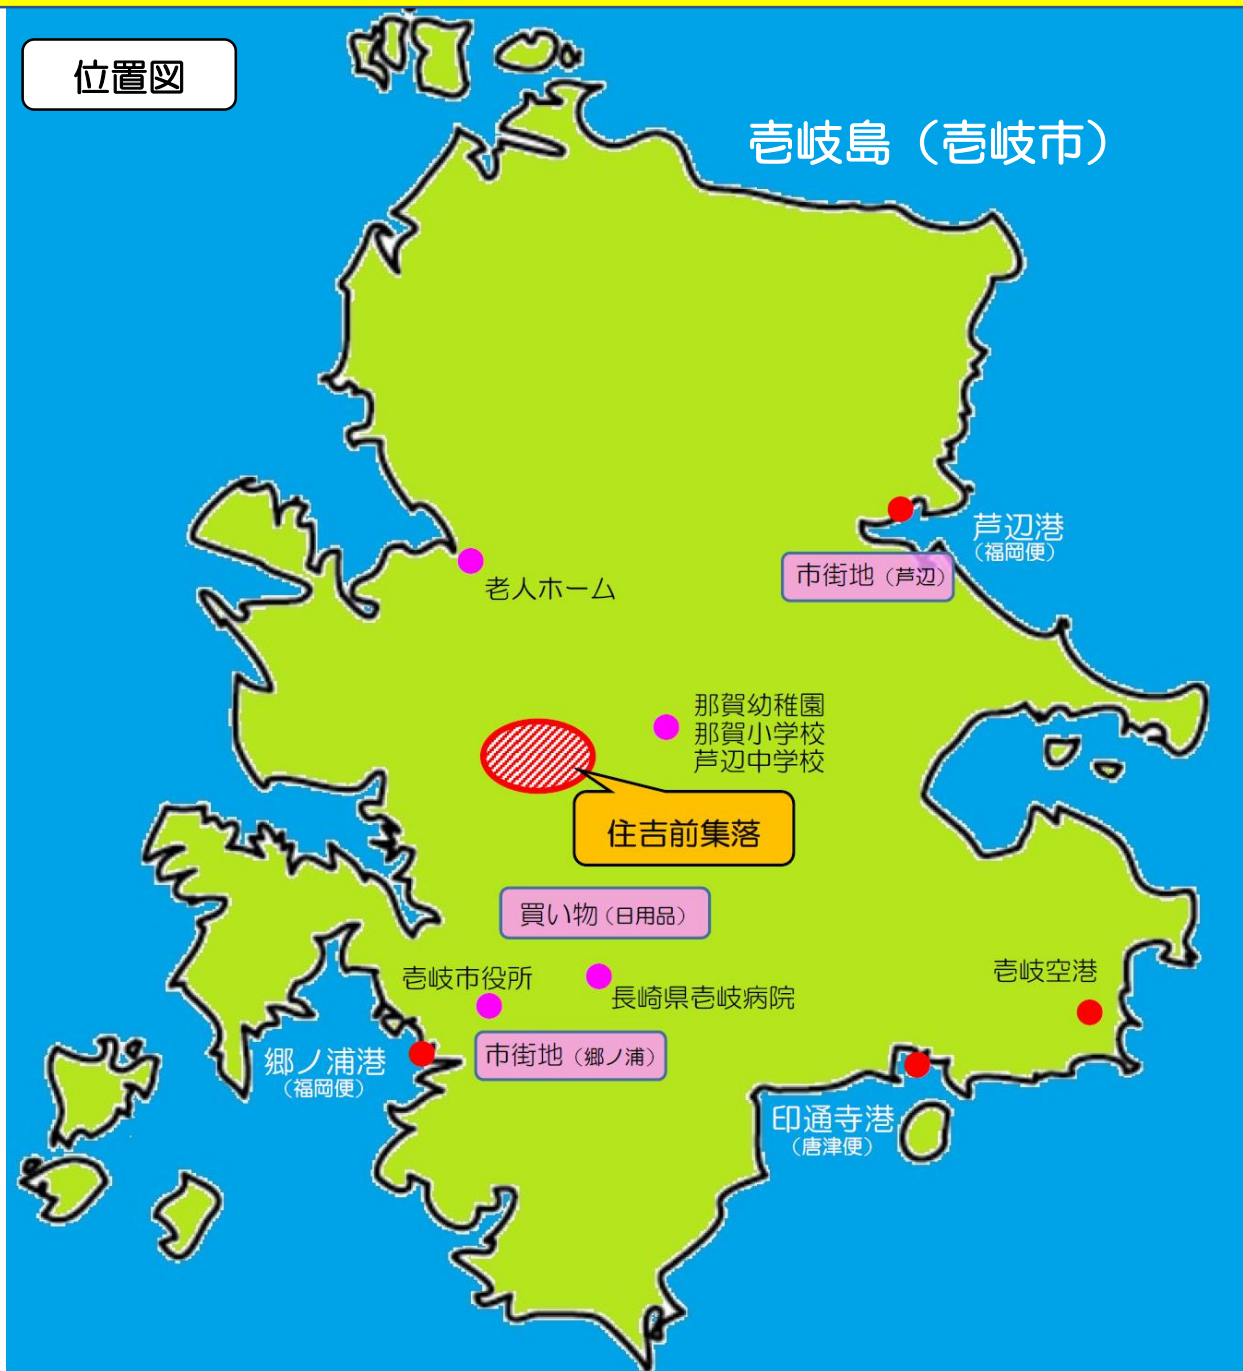 位置図
壱岐島（壱岐市）
芦辺港
（福岡便）
市街地（芦辺）
老人ホーム
那賀幼稚園
那賀小学校
芦辺中学校
住吉前集落
買い物（日用品）
壱岐市役所
長崎県壱岐病院
壱岐空港
市街地（郷ノ浦）
郷ノ浦港
（福岡便）
印通寺港
（唐津便）